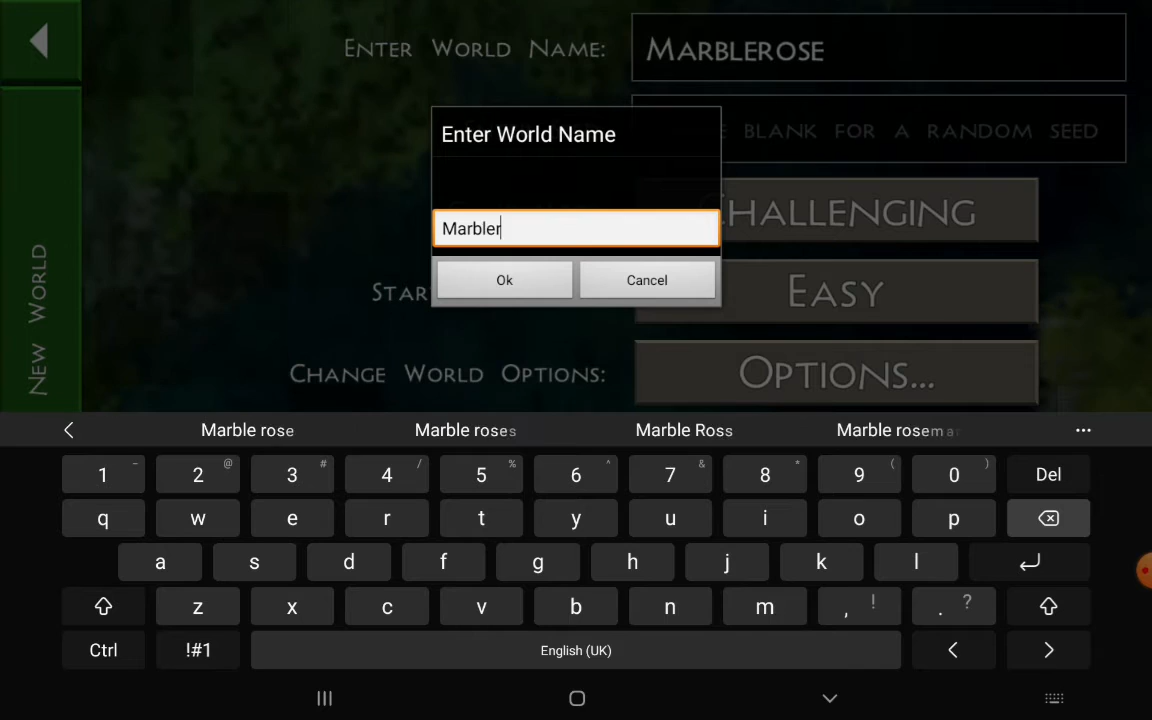 ENTER WORLD NAME: MARBLEROSE
BLANK FOR A RANDOM SEED
Enter World Name
Marbler
Ok Cancel
CHALLENGING
STAR
EASY
CHANGE WORLD OPTIONS: OPTIONS...
NEW WORLD
Marble rose Marble roses Marble Ross Marble rosema ...
1 - 2 @ 3 # 4 / 5 % 6 ^ 7 & 8 * 9 ( 0 ) Del
q w e r t y u i o p
a s d f g h j k l
z x c v b n m , ! . ?
Ctrl !#1 English (UK) < >